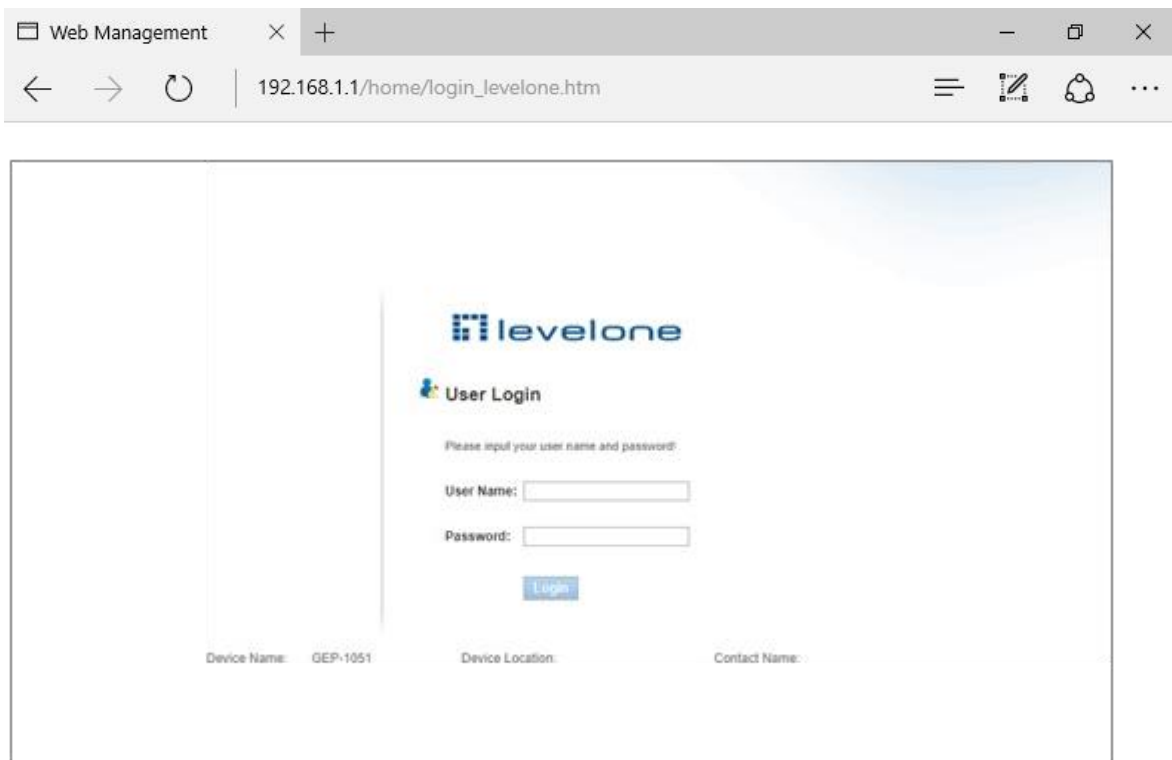 Web Management
192.168.1.1/home/login_levelone.htm
levelone
User Login
Please input your user name and password!
User Name:
Password:
Login
Device Name: GEP-1051 Device Location: Contact Name: